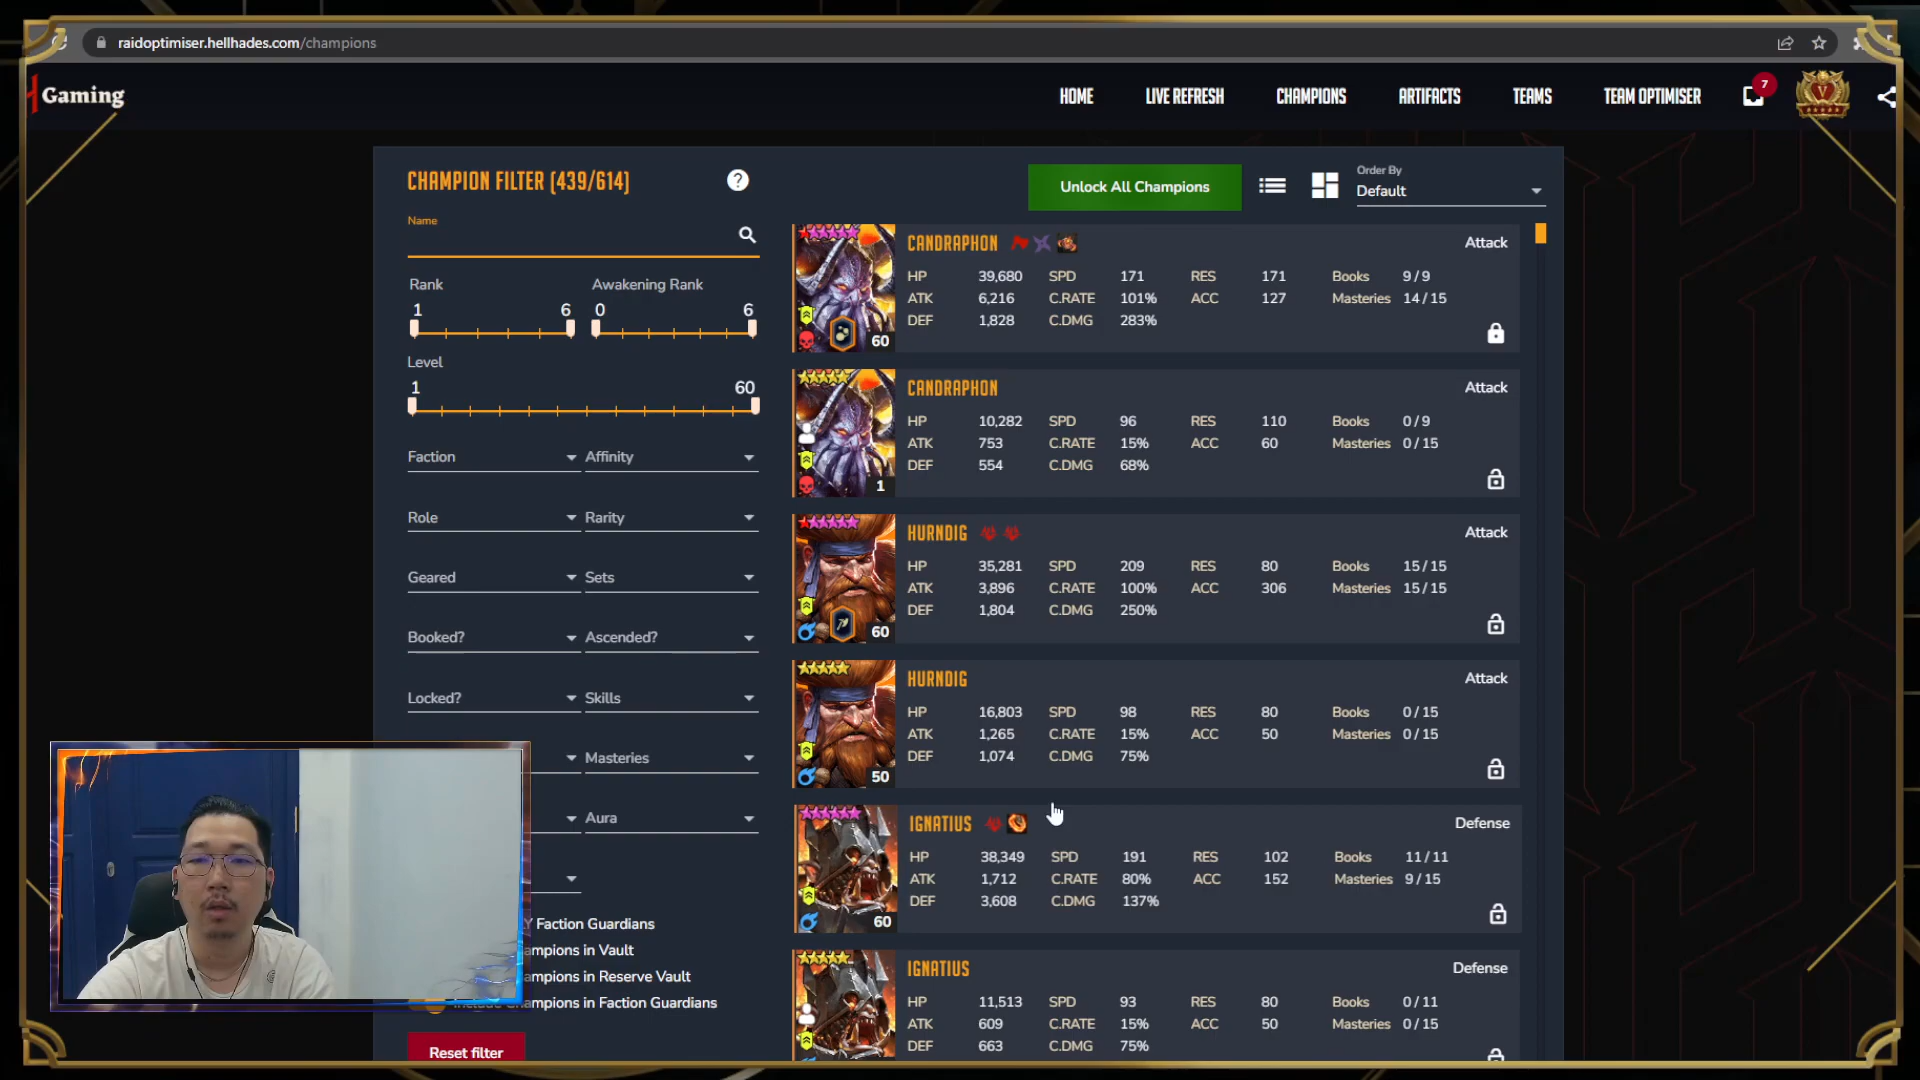 raidoptimiser.hellhades.com/champions
Gaming
HOME
LIVE REFRESH
CHAMPIONS
ARTIFACTS
TEAMS
TEAM OPTIMISER
7
V
CHAMPION FILTER (439/614)
?
Name
Rank
Awakening Rank
1 6 0 6
Level
1 60
Faction
Affinity
Role
Rarity
Geared
Sets
Booked?
Ascended?
Locked?
Skills
Masteries
Aura
Y Faction Guardians
ampions in Vault
ampions in Reserve Vault
Include Champions in Faction Guardians
Reset filter
Unlock All Champions
Order By
Default
CANDRAPHON
Attack
HP 39,680 SPD 171 RES 171 Books 9 / 9
ATK 6,216 C.RATE 101% ACC 127 Masteries 14 / 15
DEF 1,828 C.DMG 283%
60
CANDRAPHON
Attack
HP 10,282 SPD 96 RES 110 Books 0 / 9
ATK 753 C.RATE 15% ACC 60 Masteries 0 / 15
DEF 554 C.DMG 68%
1
HURNDIG
Attack
HP 35,281 SPD 209 RES 80 Books 15 / 15
ATK 3,896 C.RATE 100% ACC 306 Masteries 15 / 15
DEF 1,804 C.DMG 250%
60
HURNDIG
Attack
HP 16,803 SPD 98 RES 80 Books 0 / 15
ATK 1,265 C.RATE 15% ACC 50 Masteries 0 / 15
DEF 1,074 C.DMG 75%
50
IGNATIUS
Defense
HP 38,349 SPD 191 RES 102 Books 11 / 11
ATK 1,712 C.RATE 80% ACC 152 Masteries 9 / 15
DEF 3,608 C.DMG 137%
60
IGNATIUS
Defense
HP 11,513 SPD 93 RES 80 Books 0 / 11
ATK 609 C.RATE 15% ACC 50 Masteries 0 / 15
DEF 663 C.DMG 75%